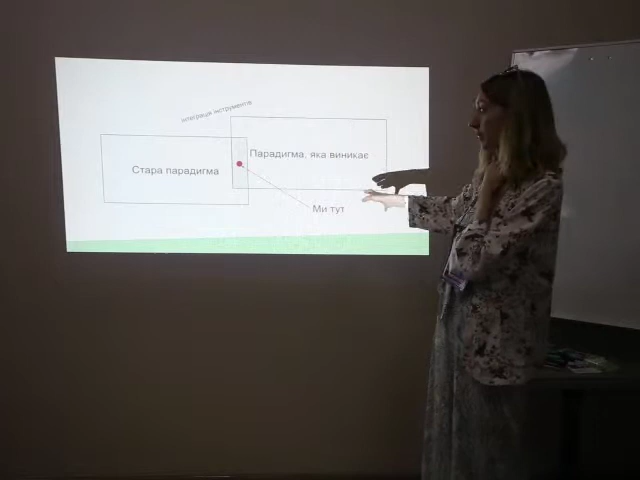 Інтеграція інструментів
Парадигма, яка виникає
Стара парадигма
Ми тут